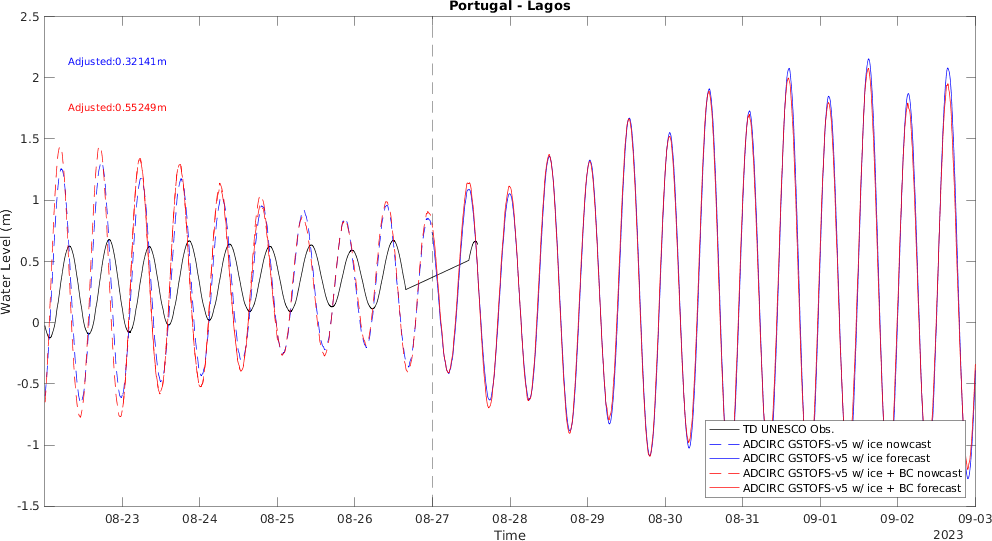 Portugal - Lagos
2.5
2
1.5
1
0.5
0
-0.5
-1
-1.5
Water Level (m)
Adjusted:0.32141m
Adjusted:0.55249m
TD UNESCO Obs.
ADCIRC GSTOFS-v5 w/ ice nowcast
ADCIRC GSTOFS-v5 w/ ice forecast
ADCIRC GSTOFS-v5 w/ ice + BC nowcast
ADCIRC GSTOFS-v5 w/ ice + BC forecast
08-23 08-24 08-25 08-26 08-27 08-28 08-29 08-30 08-31 09-01 09-02 09-03
Time
2023